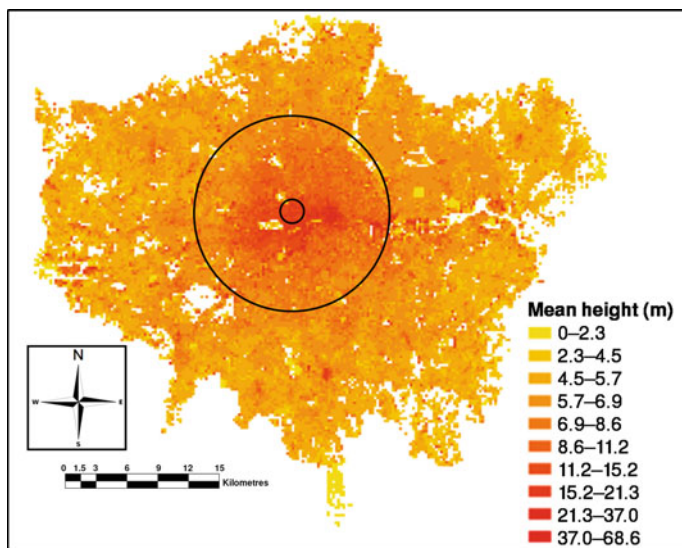 Mean height (m)
0–2.3
2.3–4.5
4.5–5.7
5.7–6.9
6.9–8.6
8.6–11.2
11.2–15.2
15.2–21.3
21.3–37.0
37.0–68.6
N
W E
S
0 1.5 3 6 9 12 15
Kilometres